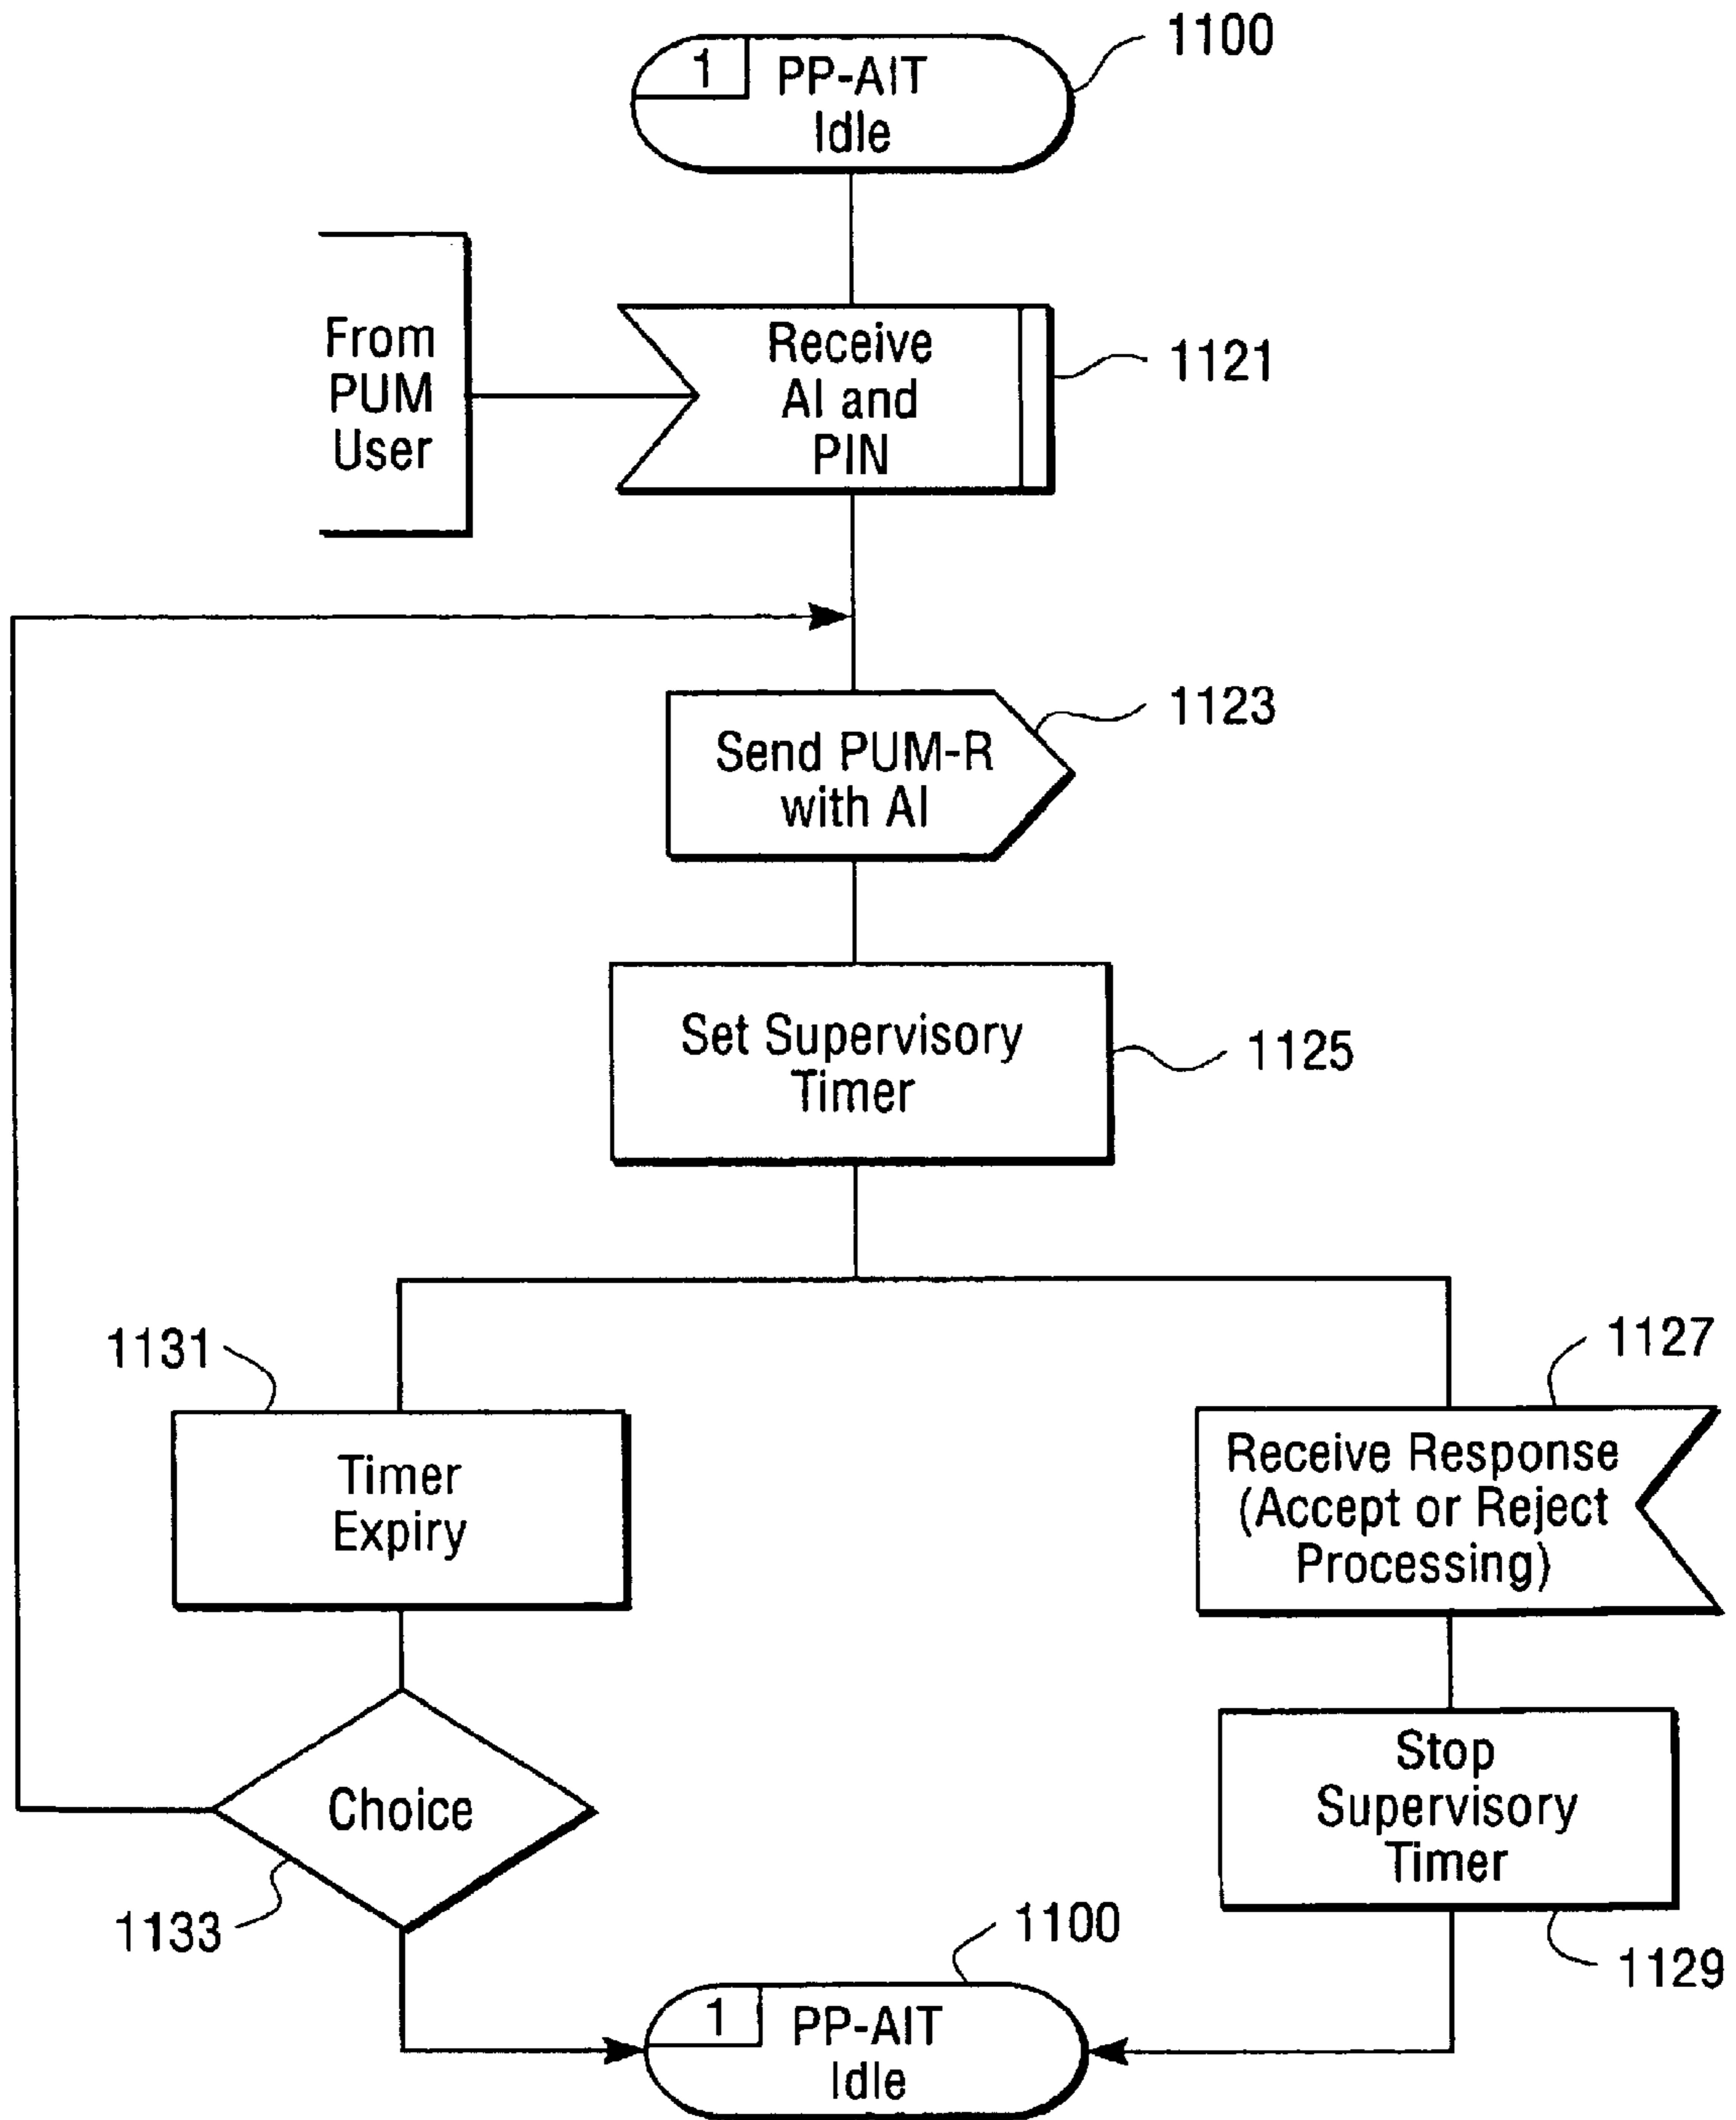 1100
1 PP-AIT
Idle
From
PUM
User
Receive
AI and
PIN
1121
1123
Send PUM-R
with AI
Set Supervisory
Timer
1125
1131
1127
Timer
Expiry
Receive Response
(Accept or Reject
Processing)
Choice
Stop
Supervisory
Timer
1133
1100
1129
1 PP-AIT
Idle